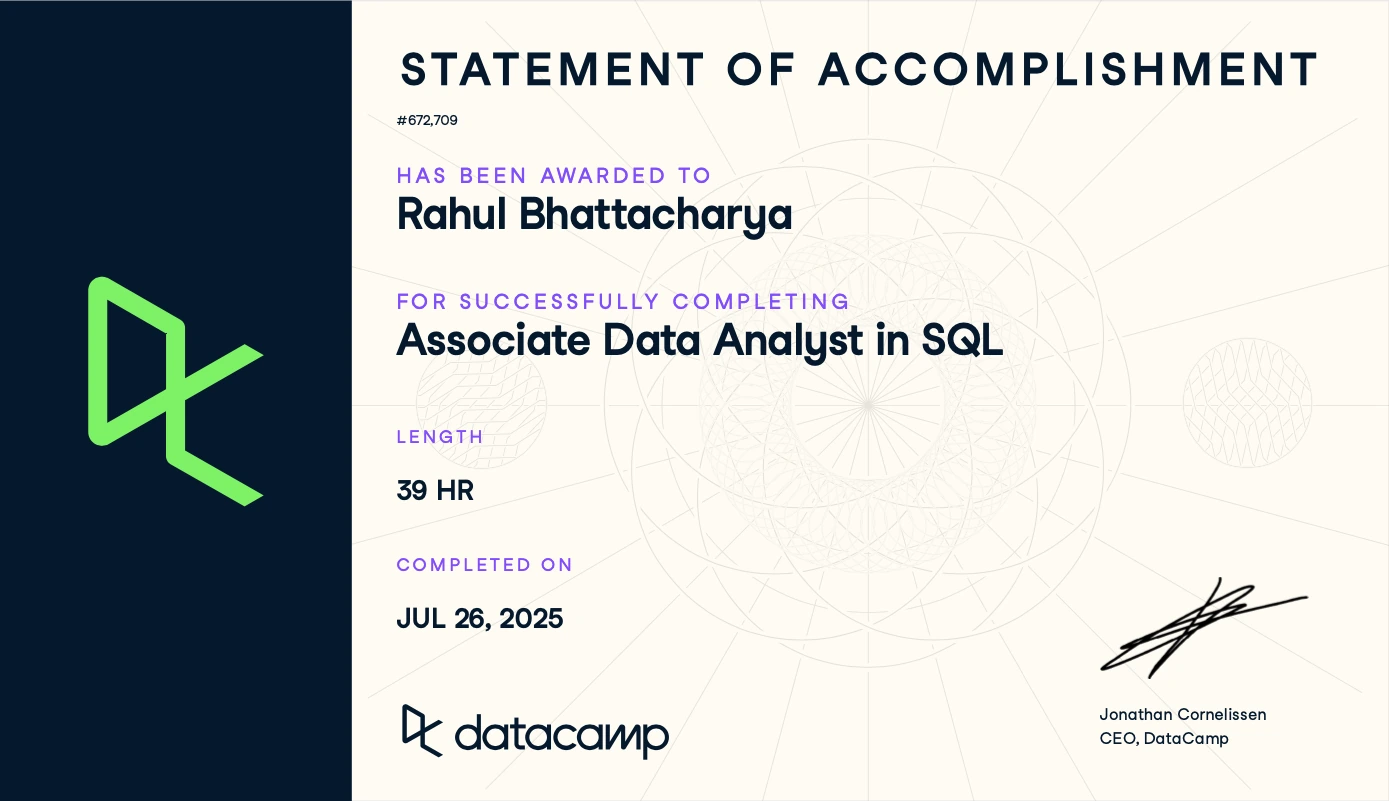 STATEMENT OF ACCOMPLISHMENT
#672,709
HAS BEEN AWARDED TO
Rahul Bhattacharya
FOR SUCCESSFULLY COMPLETING
Associate Data Analyst in SQL
LENGTH
39 HR
COMPLETED ON
JUL 26, 2025
datacamp
Jonathan Cornelissen
CEO, DataCamp